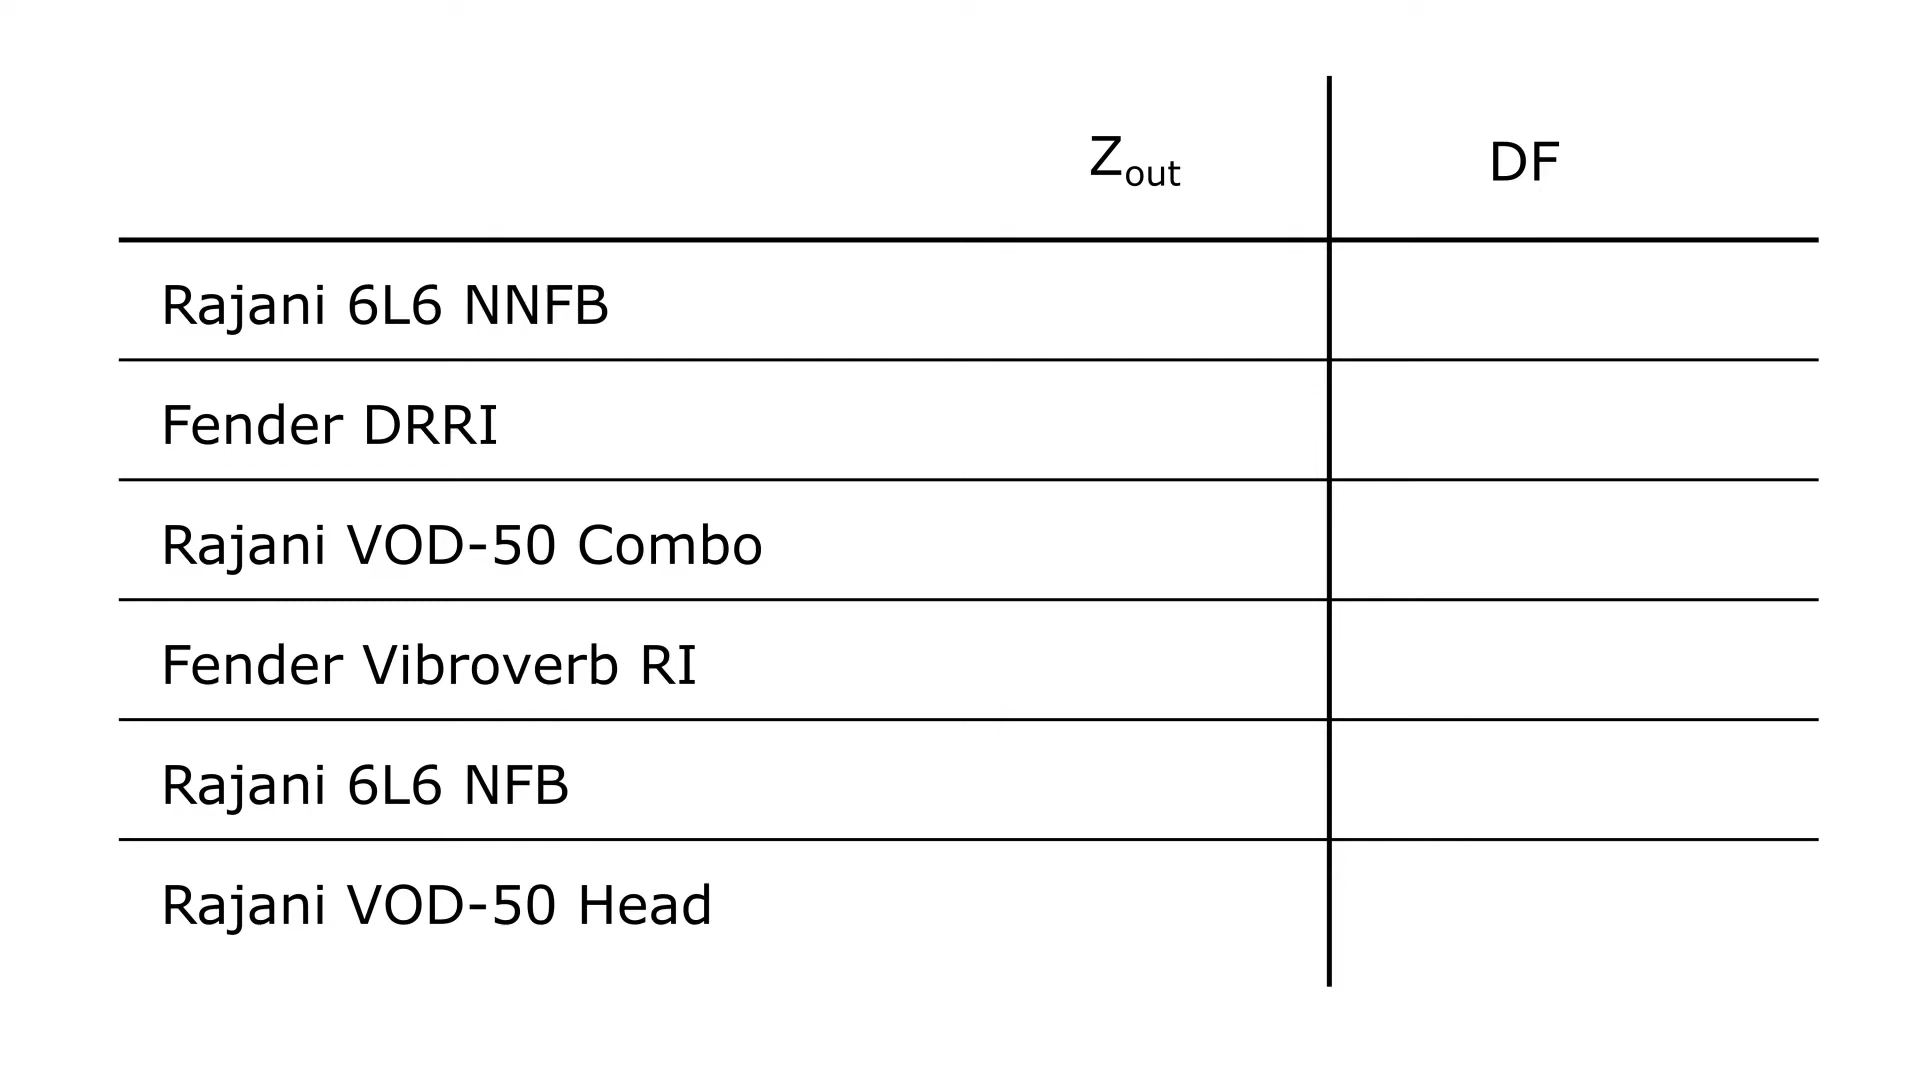 Zout DF
Rajani 6L6 NNFB
Fender DRRI
Rajani VOD-50 Combo
Fender Vibroverb RI
Rajani 6L6 NFB
Rajani VOD-50 Head